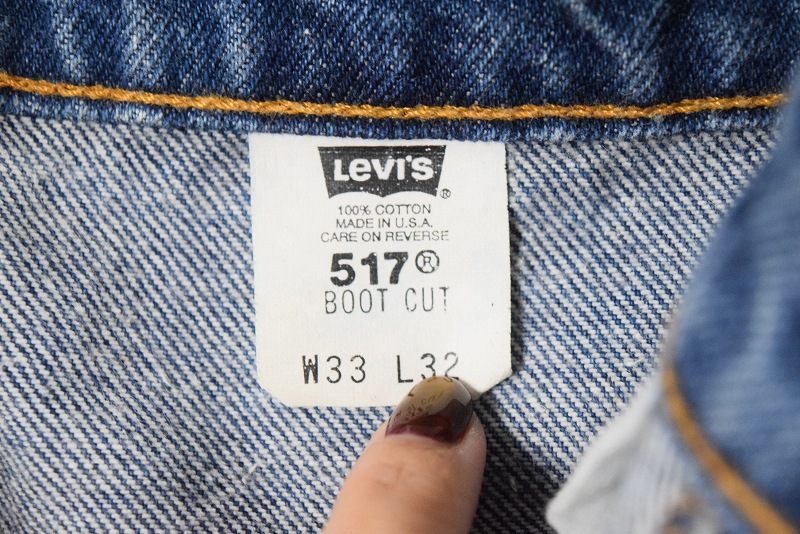 LEVI'S®
100% COTTON
MADE IN U.S.A.
CARE ON REVERSE
517®
BOOT CUT
W33 L32